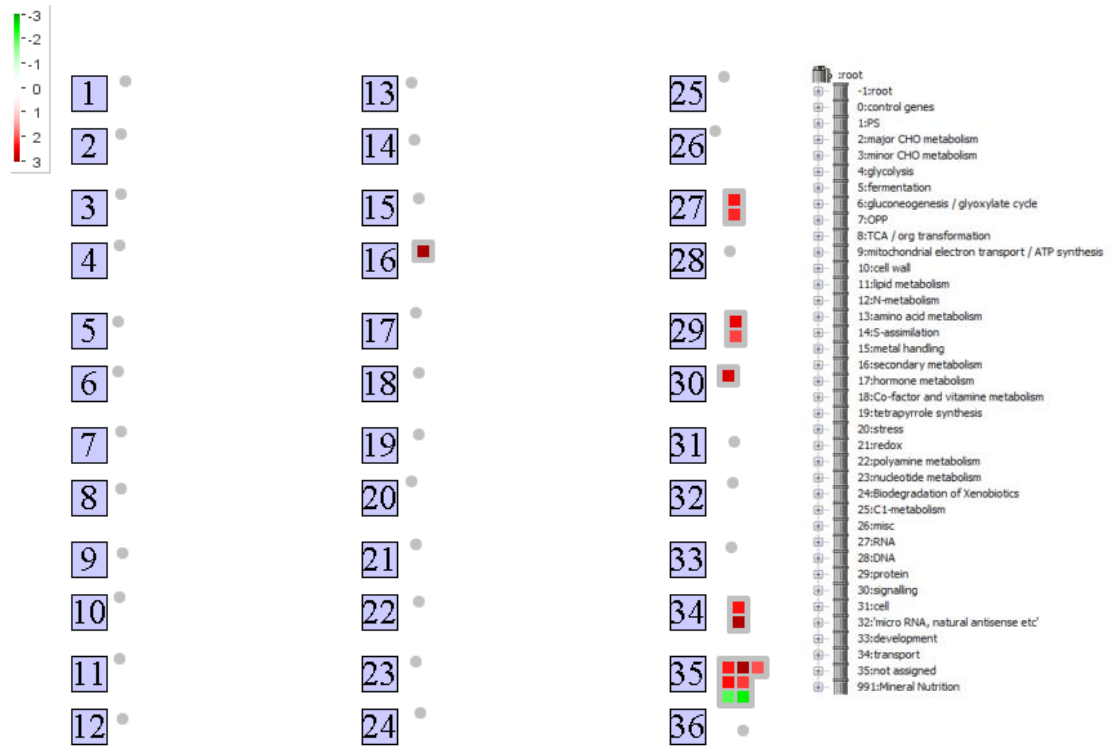 -3
-2
-1
0
1
2
3
1
2
3
4
5
6
7
8
9
10
11
12
13
14
15
16
17
18
19
20
21
22
23
24
25
26
27
28
29
30
31
32
33
34
35
36
:root
-1:root
0:control genes
1:PS
2:major CHO metabolism
3:minor CHO metabolism
4:glycolysis
5:fermentation
6:gluconeogenesis / glyoxylate cycle
7:OPP
8:TCA / org transformation
9:mitochondrial electron transport / ATP synthesis
10:cell wall
11:lipid metabolism
12:N-metabolism
13:amino acid metabolism
14:S-assimilation
15:metal handling
16:secondary metabolism
17:hormone metabolism
18:Co-factor and vitamine metabolism
19:tetrapyrrole synthesis
20:stress
21:redox
22:polyamine metabolism
23:nucleotide metabolism
24:Biodegradation of Xenobiotics
25:C1-metabolism
26:misc
27:RNA
28:DNA
29:protein
30:signalling
31:cell
32:'micro RNA, natural antisense etc'
33:development
34:transport
35:not assigned
991:Mineral Nutrition